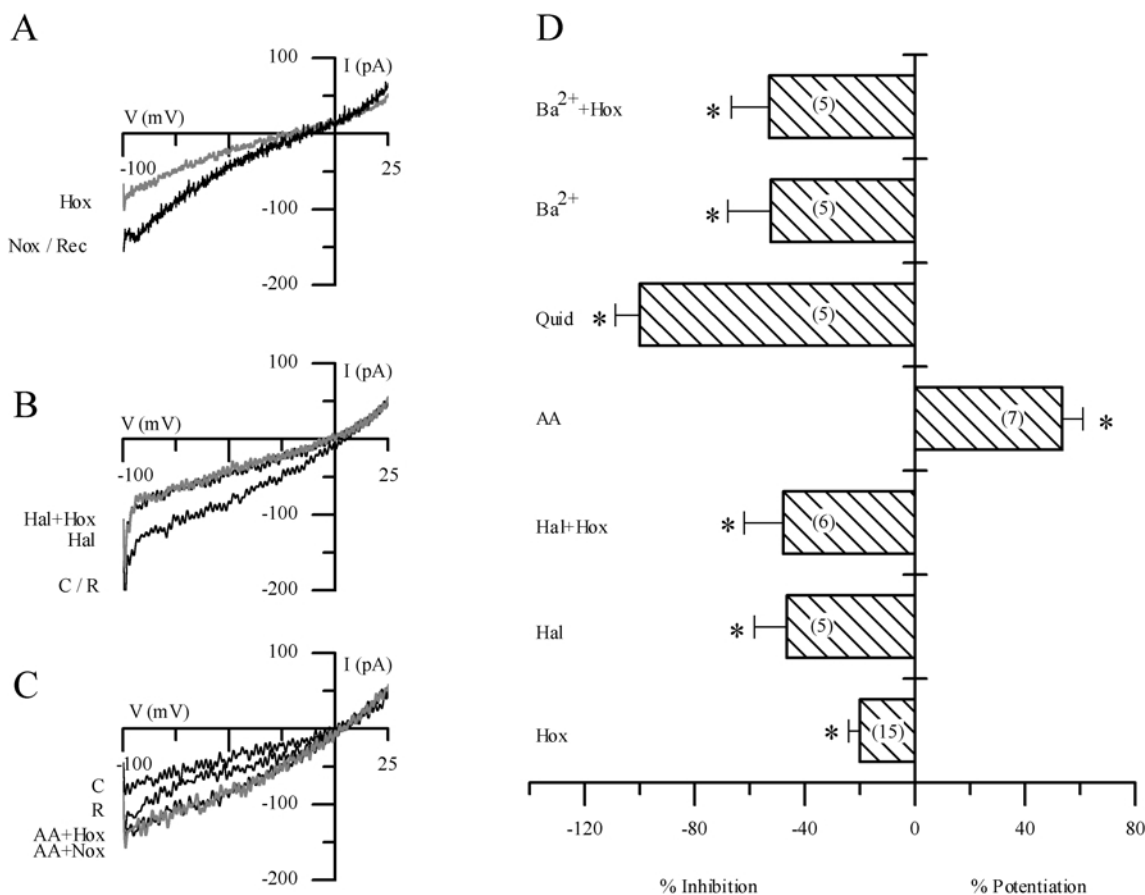 A
100
I (pA)
V (mV)
-100
25
Hox
-100
Nox / Rec
-200
B
100
I (pA)
V (mV)
-100
25
Hal+Hox
Hal
-100
C / R
-200
C
100
I (pA)
V (mV)
-100
25
C
R
-100
AA+Hox
AA+Nox
-200
D
Ba2++Hox
* (5)
Ba2+
* (5)
Quid
* (5)
AA
(7) *
Hal+Hox
* (6)
Hal
* (5)
Hox
* (15)
-120 -80 -40 0 40 80
% Inhibition % Potentiation